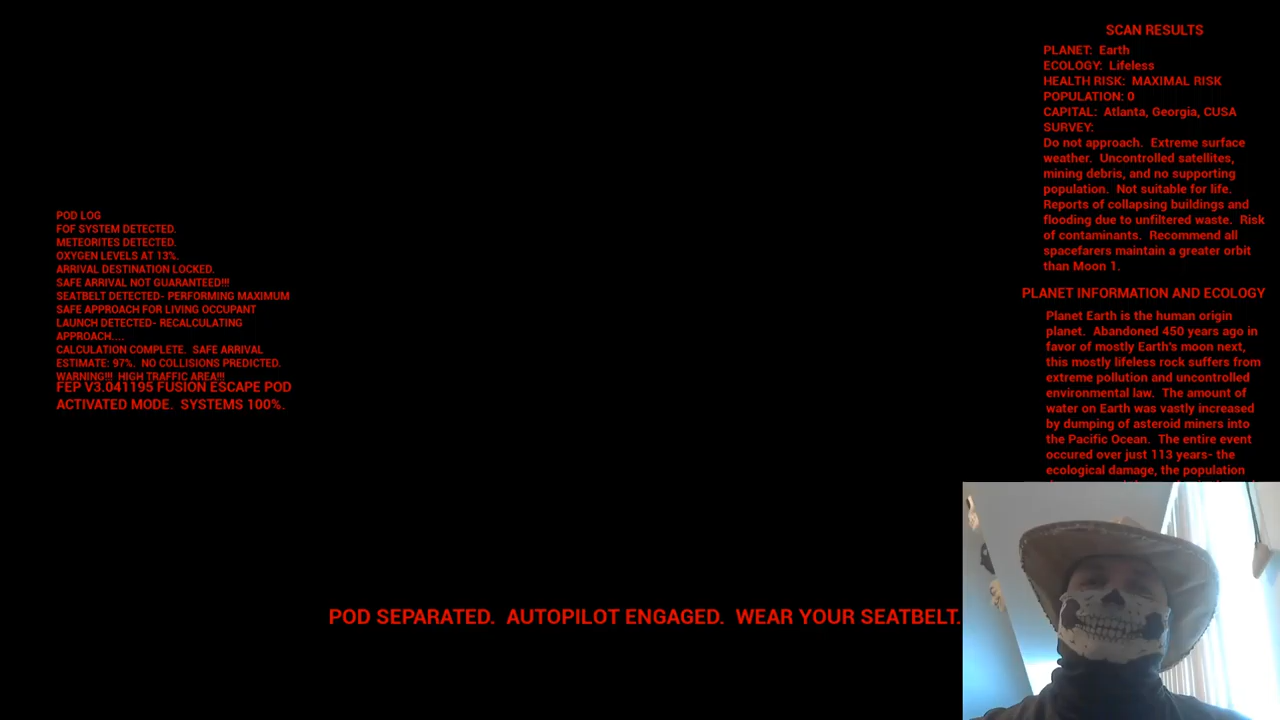 POD LOG
FOF SYSTEM DETECTED.
METEORITES DETECTED.
OXYGEN LEVELS AT 13%.
ARRIVAL DESTINATION LOCKED.
SAFE ARRIVAL NOT GUARANTEED!!!
SEATBELT DETECTED- PERFORMING MAXIMUM
SAFE APPROACH FOR LIVING OCCUPANT
LAUNCH DETECTED- RECALCULATING
APPROACH....
CALCULATION COMPLETE.  SAFE ARRIVAL
ESTIMATE: 97%.  NO COLLISIONS PREDICTED.
WARNING!!!  HIGH TRAFFIC AREA!!!
FEP V3.041195 FUSION ESCAPE POD
ACTIVATED MODE.  SYSTEMS 100%.
POD SEPARATED.  AUTOPILOT ENGAGED.  WEAR YOUR SEATBELT.
SCAN RESULTS
PLANET:  Earth
ECOLOGY:  Lifeless
HEALTH RISK:  MAXIMAL RISK
POPULATION: 0
CAPITAL:  Atlanta, Georgia, CUSA
SURVEY:
Do not approach.  Extreme surface
weather.  Uncontrolled satellites,
mining debris, and no supporting
population.  Not suitable for life.
Reports of collapsing buildings and
flooding due to unfiltered waste.  Risk
of contaminants.  Recommend all
spacefarers maintain a greater orbit
than Moon 1.
PLANET INFORMATION AND ECOLOGY
Planet Earth is the human origin
planet.  Abandoned 450 years ago in
favor of mostly Earth's moon next,
this mostly lifeless rock suffers from
extreme pollution and uncontrolled
environmental law.  The amount of
water on Earth was vastly increased
by dumping of asteroid miners into
the Pacific Ocean.  The entire event
occured over just 113 years- the
ecological damage, the population